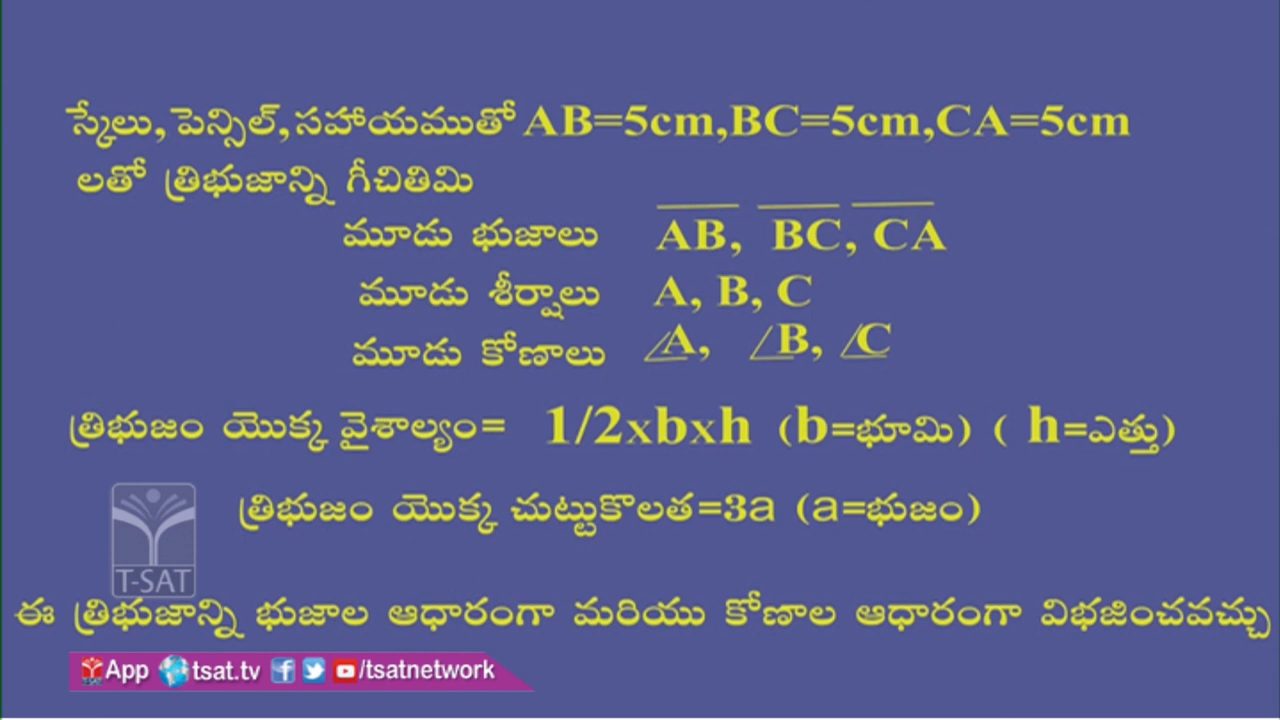 స్కేలు, పెన్సిల్, సహాయముతో AB=5cm,BC=5cm,CA=5cm
లతో త్రిభుజాన్ని గీచితిమి
మూడు భుజాలు AB, BC, CA
మూడు శీర్షాలు A, B, C
మూడు కోణాలు ∠A, ∠B, ∠C
త్రిభుజం యొక్క వైశాల్యం= 1/2xbxh (b=భూమి) ( h=ఎత్తు)
త్రిభుజం యొక్క చుట్టుకొలత=3a (a=భుజం)
T-SAT
ఈ త్రిభుజాన్ని భుజాల ఆధారంగా మరియు కోణాల ఆధారంగా విభజించవచ్చు
App tsat.tv /tsatnetwork